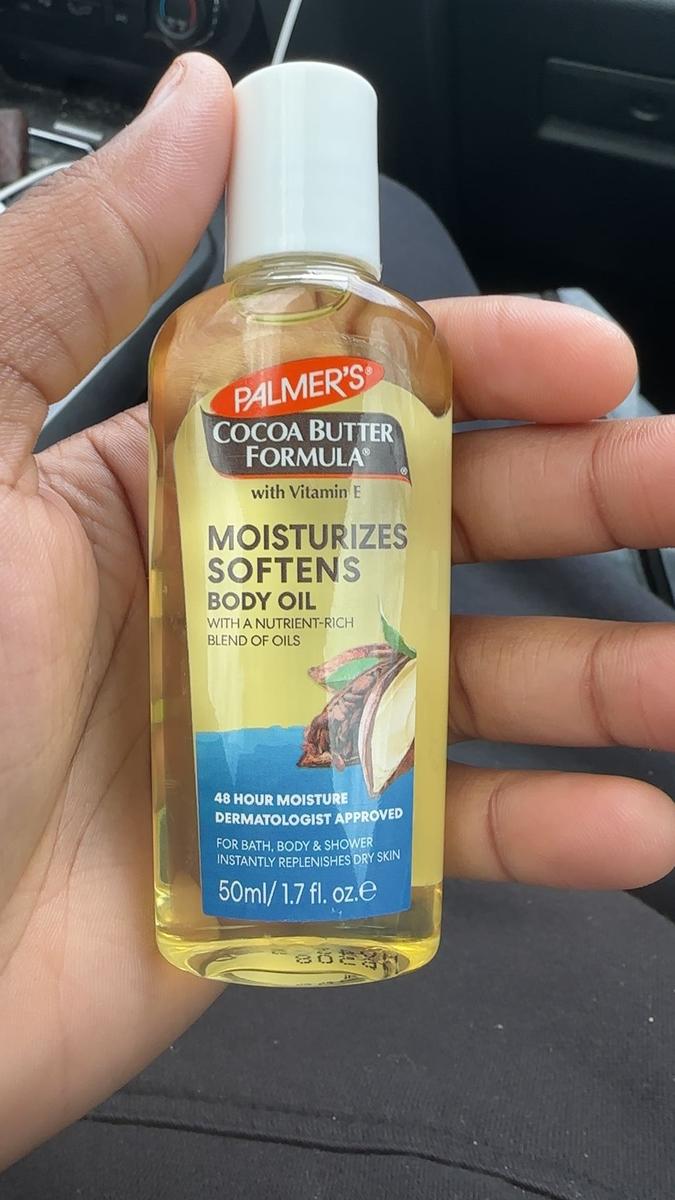 PALMER'S®
COCOA BUTTER
FORMULA®
with Vitamin E
MOISTURIZES
SOFTENS
BODY OIL
WITH A NUTRIENT-RICH
BLEND OF OILS
48 HOUR MOISTURE
DERMATOLOGIST APPROVED
FOR BATH, BODY & SHOWER
INSTANTLY REPLENISHES DRY SKIN
50ml/ 1.7 fl. oz.℮